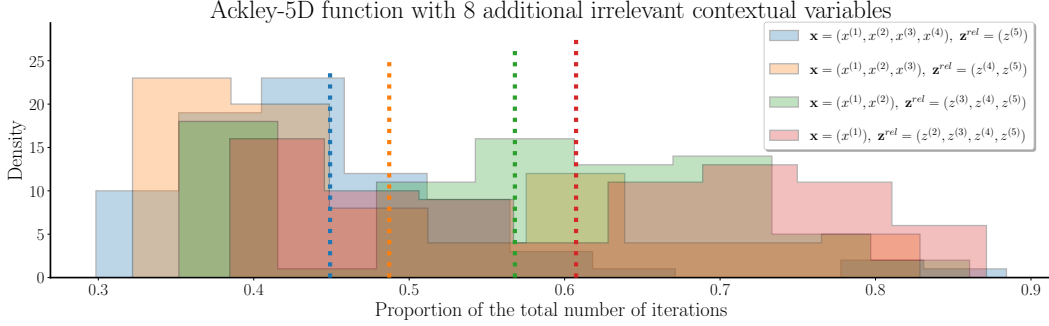 Ackley-5D function with 8 additional irrelevant contextual variables
Density
25
20
15
10
5
0
0.3 0.4 0.5 0.6 0.7 0.8 0.9
Proportion of the total number of iterations
x = (x^{(1)}, x^{(2)}, x^{(3)}, x^{(4)}), z^{rel} = (z^{(5)})
x = (x^{(1)}, x^{(2)}, x^{(3)}), z^{rel} = (z^{(4)}, z^{(5)})
x = (x^{(1)}, x^{(2)}), z^{rel} = (z^{(3)}, z^{(4)}, z^{(5)})
x = (x^{(1)}), z^{rel} = (z^{(2)}, z^{(3)}, z^{(4)}, z^{(5)})